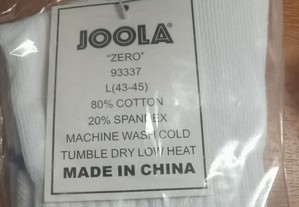 JOOLA
"ZERO"
93337
L(43-45)
80% COTTON
20% SPANDEX
MACHINE WASH COLD
TUMBLE DRY LOW HEAT
MADE IN CHINA